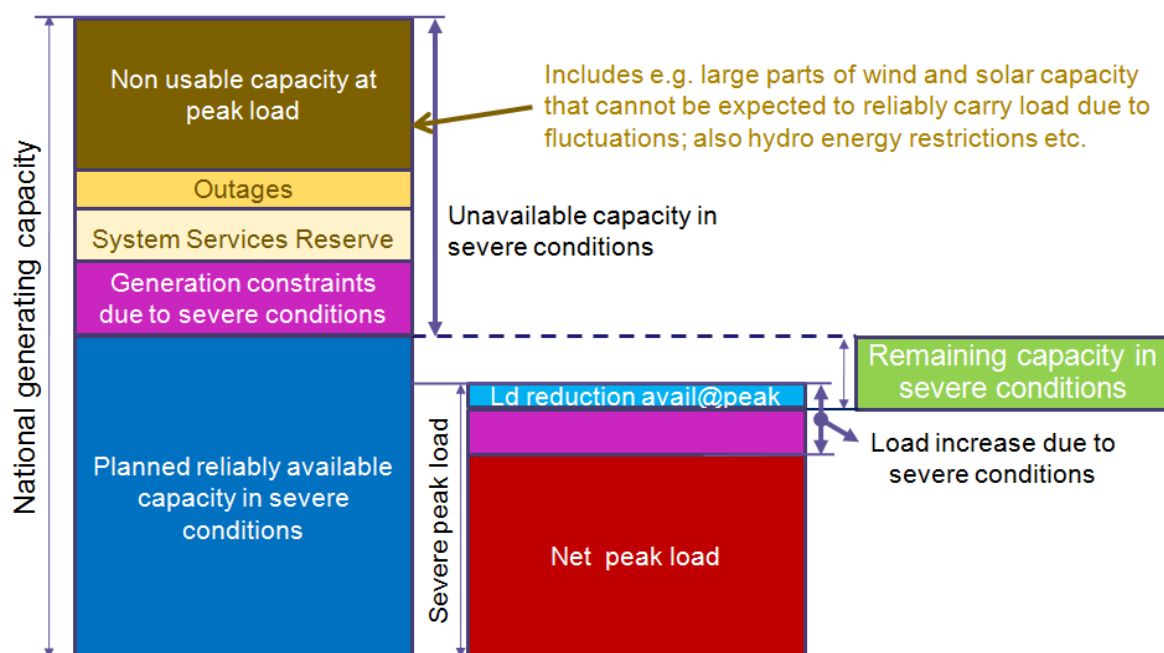 National generating capacity
Non usable capacity at
peak load
Outages
System Services Reserve
Generation constraints
due to severe conditions
Planned reliably available
capacity in severe
conditions
Includes e.g. large parts of wind and solar capacity
that cannot be expected to reliably carry load due to
fluctuations; also hydro energy restrictions etc.
Unavailable capacity in
severe conditions
Severe peak load
Ld reduction avail@peak
Net peak load
Remaining capacity in
severe conditions
Load increase due to
severe conditions